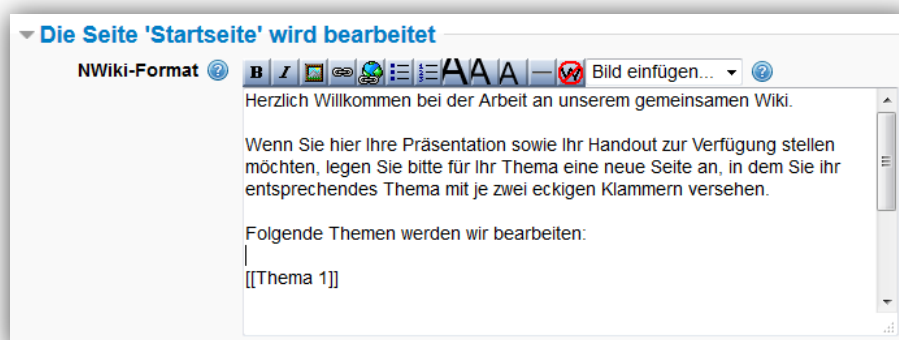 Die Seite 'Startseite' wird bearbeitet
NWiki-Format
B I A A A W Bild einfügen...
Herzlich Willkommen bei der Arbeit an unserem gemeinsamen Wiki.
Wenn Sie hier Ihre Präsentation sowie Ihr Handout zur Verfügung stellen
möchten, legen Sie bitte für Ihr Thema eine neue Seite an, in dem Sie ihr
entsprechendes Thema mit je zwei eckigen Klammern versehen.
Folgende Themen werden wir bearbeiten:
[[Thema 1]]